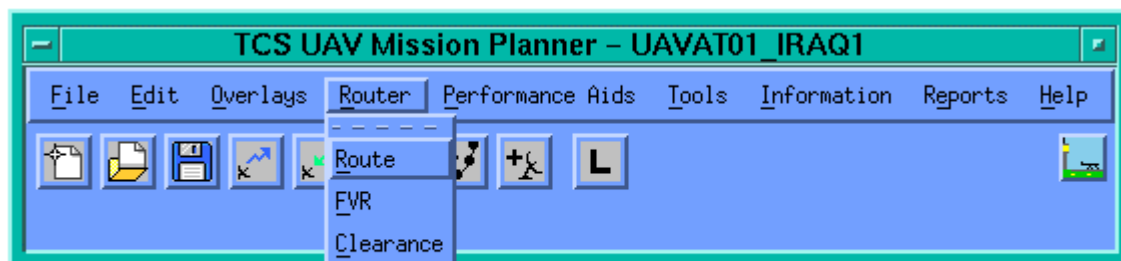 TCS UAV Mission Planner – UAVAT01_IRAQ1
File Edit Overlays Router Performance Aids Tools Information Reports Help
L
Route
FVR
Clearance